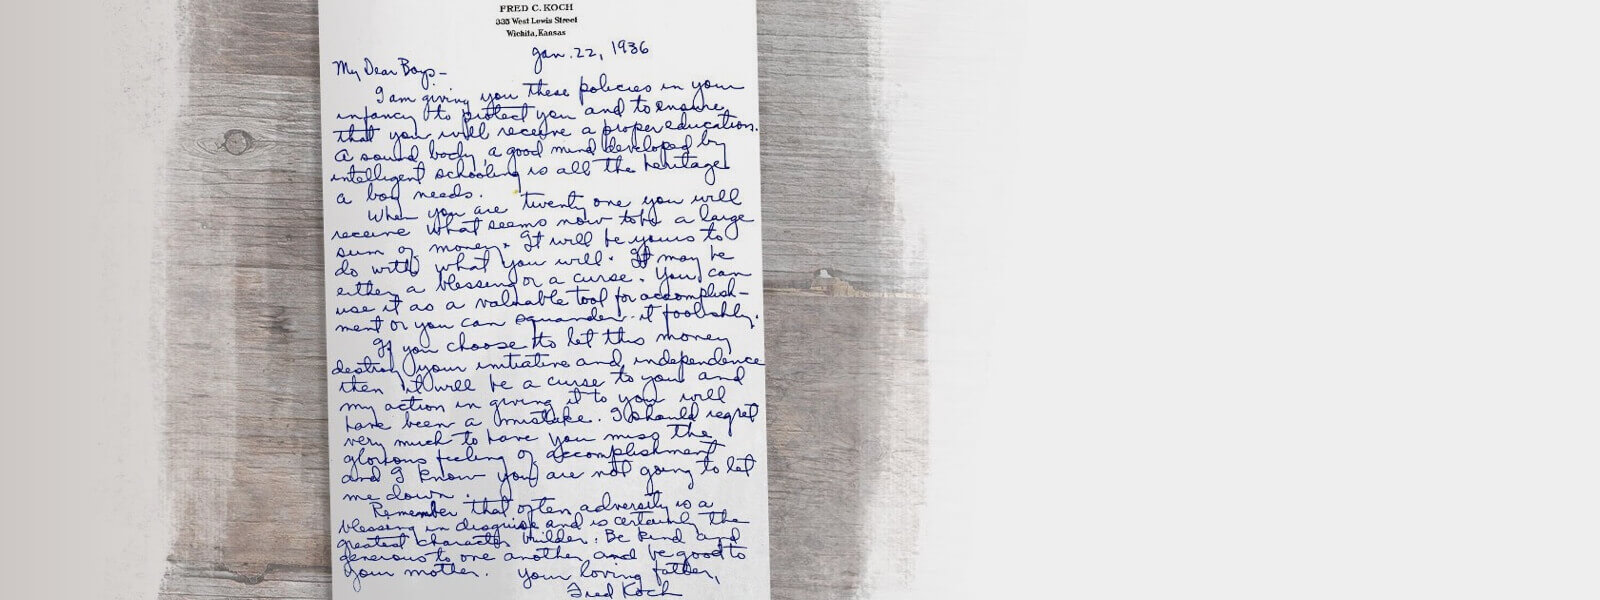 FRED C. KOCH
335 West Lewis Street
Wichita, Kansas
Jan. 22, 1936
My Dear Boys-
I am giving you these policies in your
infancy to protect you and to ensure
that you will receive a proper education.
A sound body, a good mind developed by
intelligent schooling is all the heritage
a boy needs.
When you are twenty one you will
receive what seems now to be a large
sum of money. It will be yours to
do with what you will. It may be
either a blessing or a curse. You can
use it as a valuable tool for accomplish-
ment or you can squander it foolishly.
If you choose to let this money
destroy your initiative and independence
then it will be a curse to you and
my action in giving it to you will
have been a mistake. I should regret
very much to have you miss the
glorious feeling of accomplishment
and I know you are not going to let
me down.
Remember that often adversity is a
blessing in disguise and is certainly the
greatest character builder. Be kind and
generous to one another and be good to
your mother. Your loving father,
Fred Koch